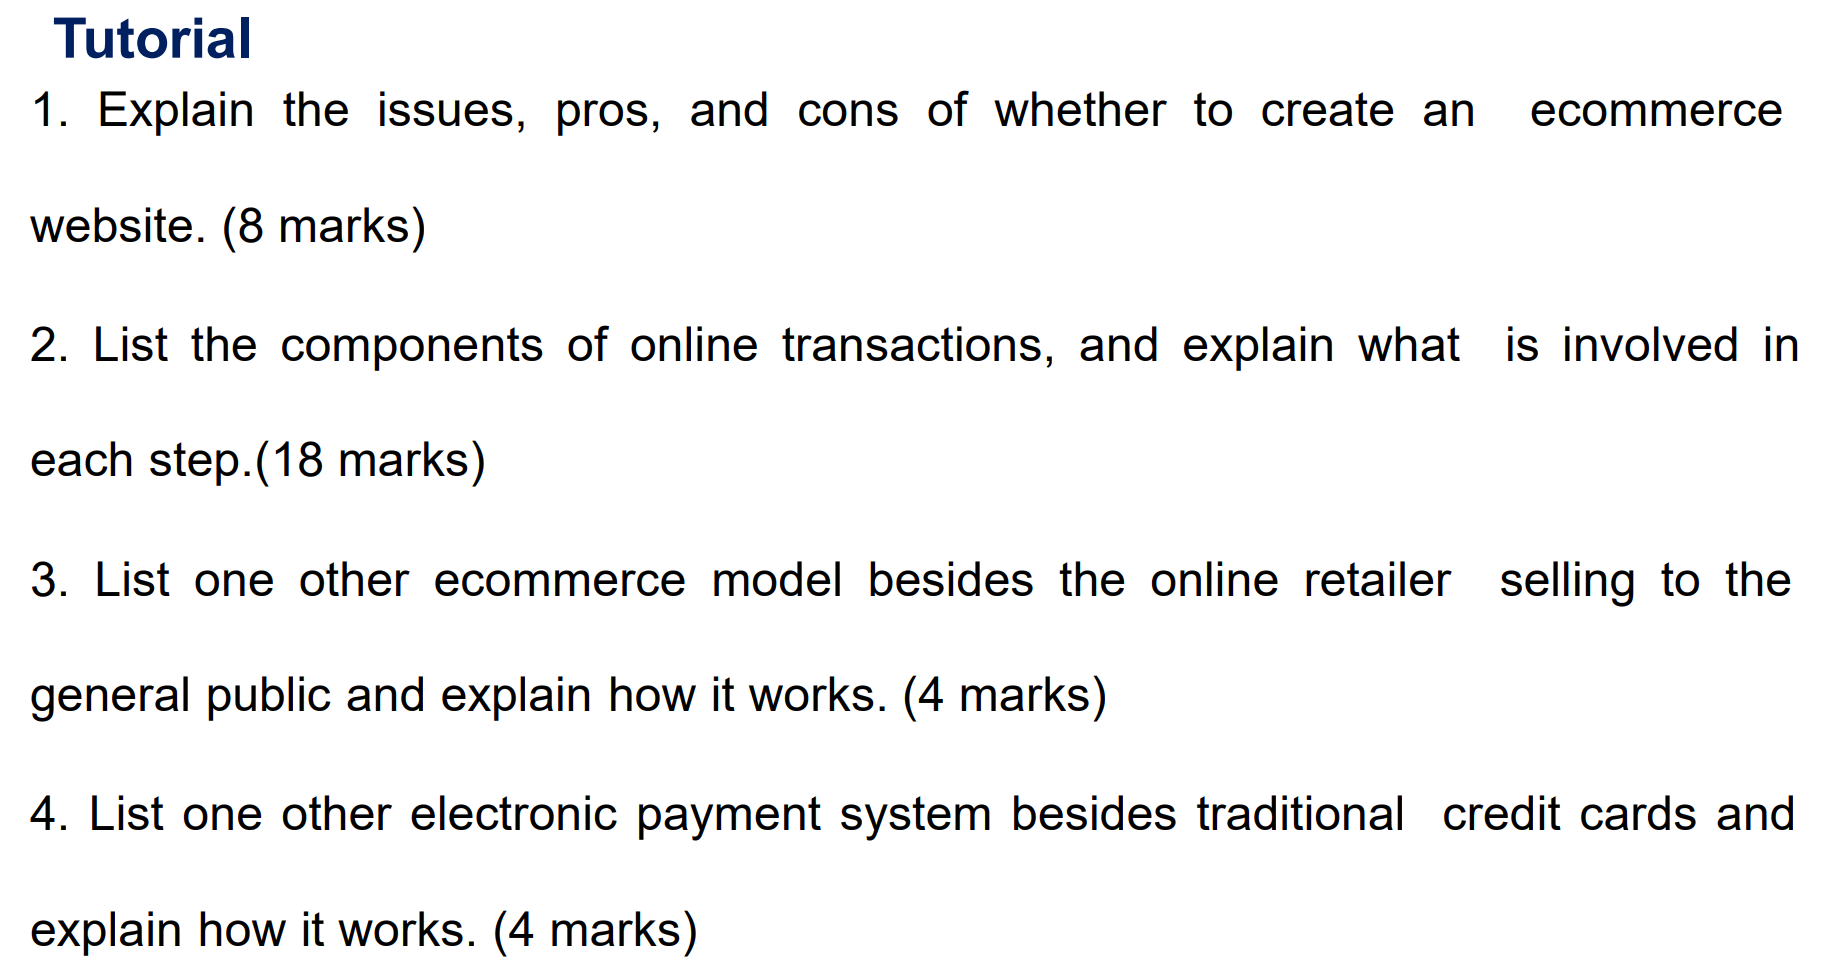 Tutorial
1. Explain the issues, pros, and cons of whether to create an ecommerce
website. (8 marks)
2. List the components of online transactions, and explain what is involved in
each step.(18 marks)
3. List one other ecommerce model besides the online retailer selling to the
general public and explain how it works. (4 marks)
4. List one other electronic payment system besides traditional credit cards and
explain how it works. (4 marks)